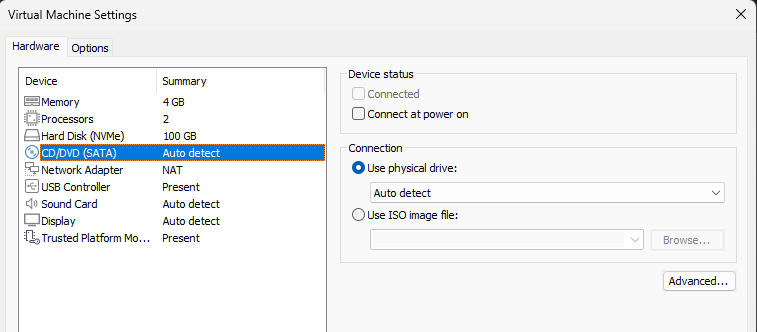 Virtual Machine Settings
Hardware Options
Device Summary
Memory 4 GB
Processors 2
Hard Disk (NVMe) 100 GB
CD/DVD (SATA) Auto detect
Network Adapter NAT
USB Controller Present
Sound Card Auto detect
Display Auto detect
Trusted Platform Mo... Present
Device status
Connected
Connect at power on
Connection
Use physical drive:
Auto detect
Use ISO image file:
Browse...
Advanced...